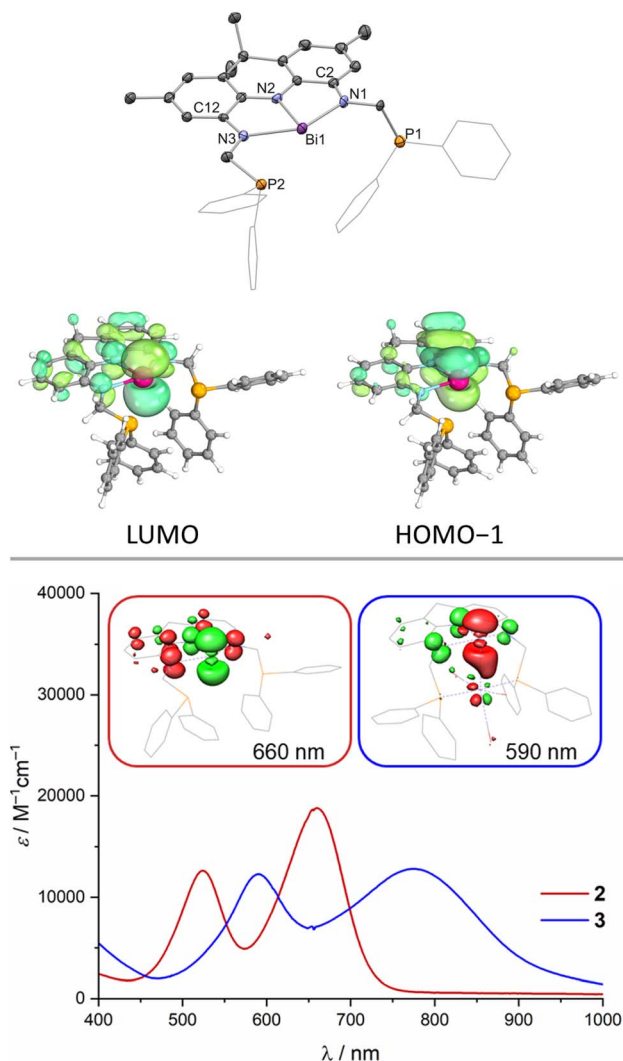 C2
N2
N1
C12
Bi1
N3
P1
P2
LUMO HOMO−1
40000
30000
20000
10000
0
ε / M⁻¹cm⁻¹
660 nm
590 nm
2
3
400 500 600 700 800 900 1000
λ / nm